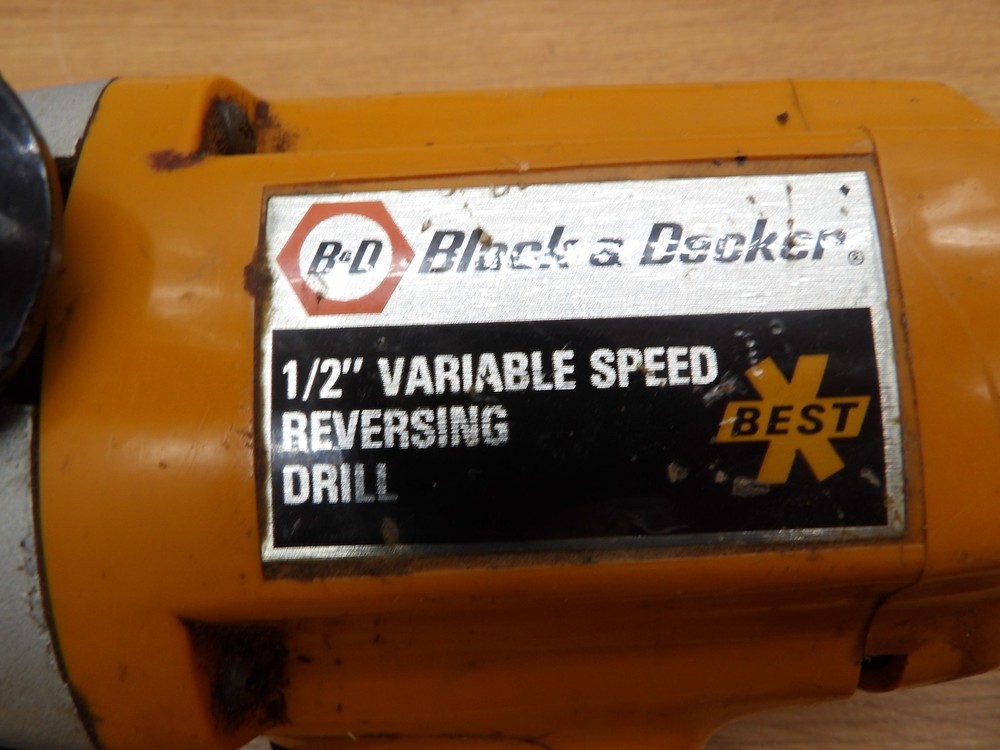 B&D Black & Decker®
1/2" VARIABLE SPEED
REVERSING
DRILL
BEST